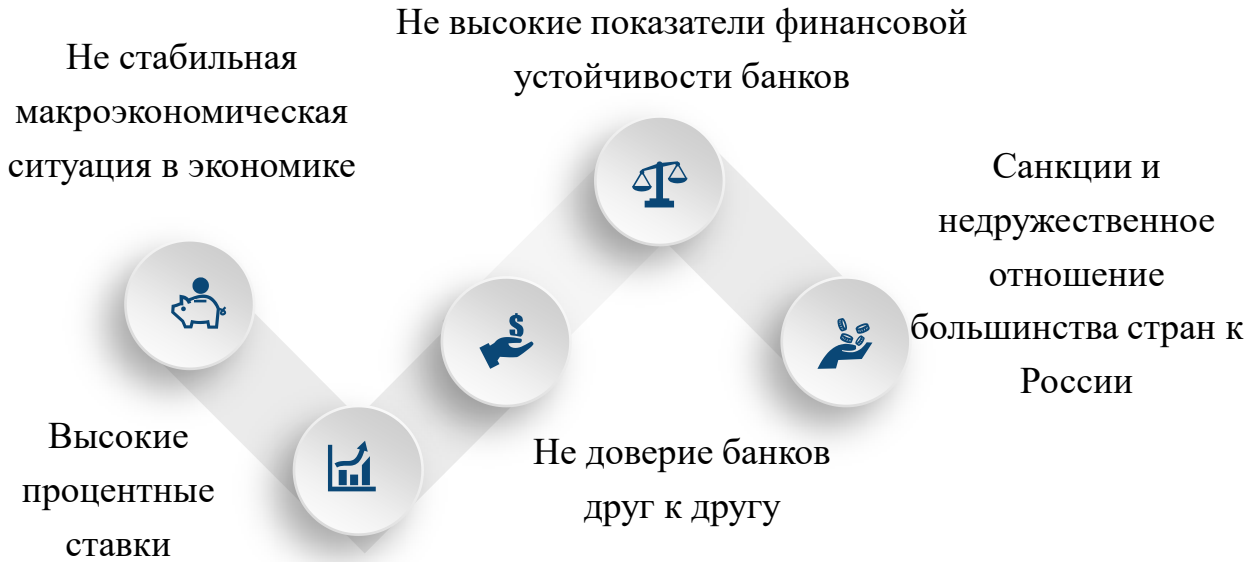 Не стабильная
макроэкономическая
ситуация в экономике
Высокие
процентные
ставки
Не доверие банков
друг к другу
Не высокие показатели финансовой
устойчивости банков
Санкции и
недружественное
отношение
большинства стран к
России